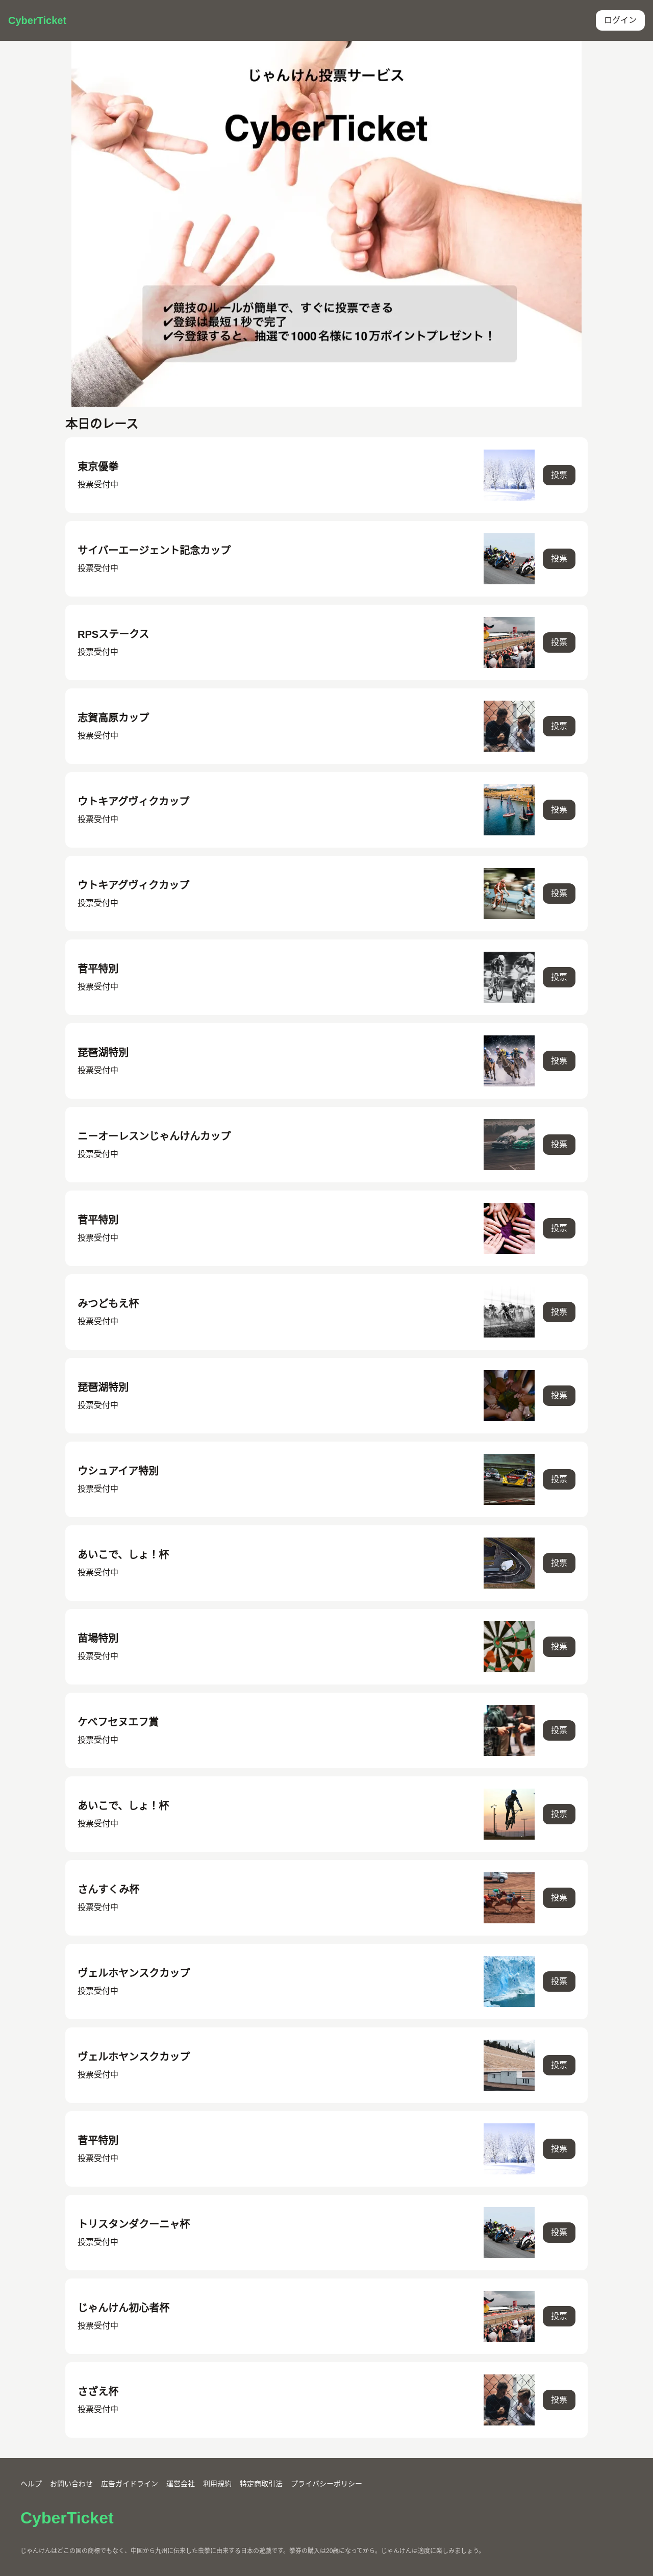 CyberTicket
ログイン
じゃんけん投票サービス
CyberTicket
✔競技のルールが簡単で、すぐに投票できる
✔登録は最短1秒で完了
✔今登録すると、抽選で1000名様に10万ポイントプレゼント！
本日のレース
東京優拳
投票受付中
投票
サイバーエージェント記念カップ
投票受付中
投票
RPSステークス
投票受付中
投票
志賀高原カップ
投票受付中
投票
ウトキアグヴィクカップ
投票受付中
投票
ウトキアグヴィクカップ
投票受付中
投票
菅平特別
投票受付中
投票
琵琶湖特別
投票受付中
投票
ニーオーレスンじゃんけんカップ
投票受付中
投票
菅平特別
投票受付中
投票
みつどもえ杯
投票受付中
投票
琵琶湖特別
投票受付中
投票
ウシュアイア特別
投票受付中
投票
あいこで、しょ！杯
投票受付中
投票
苗場特別
投票受付中
投票
ケベフセヌエフ賞
投票受付中
投票
あいこで、しょ！杯
投票受付中
投票
さんすくみ杯
投票受付中
投票
ヴェルホヤンスクカップ
投票受付中
投票
ヴェルホヤンスクカップ
投票受付中
投票
菅平特別
投票受付中
投票
トリスタンダクーニャ杯
投票受付中
投票
じゃんけん初心者杯
投票受付中
投票
さざえ杯
投票受付中
投票
ヘルプ お問い合わせ 広告ガイドライン 運営会社 利用規約 特定商取引法 プライバシーポリシー
CyberTicket
じゃんけんはどこの国の商標でもなく、中国から九州に伝来した虫拳に由来する日本の遊戯です。拳券の購入は20歳になってから。じゃんけんは適度に楽しみましょう。